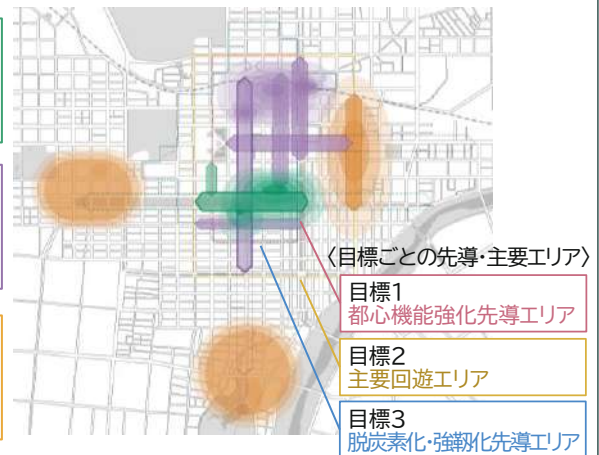 〈目標ごとの先導・主要エリア〉
目標1
都心機能強化先導エリア
目標2
主要回遊エリア
目標3
脱炭素化・強靱化先導エリア